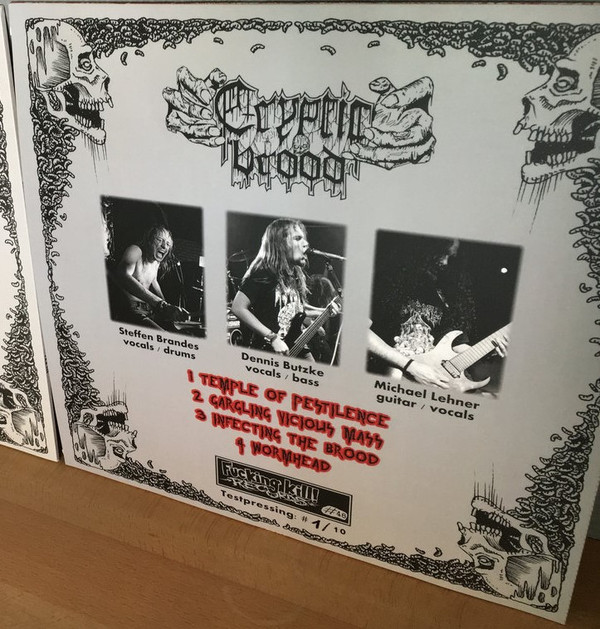 Cryptic
brood
Steffen Brandes
vocals / drums
Dennis Butzke
vocals / bass
Michael Lehner
guitar / vocals
1 TEMPLE OF PESTILENCE
2 GARGLING VICIOUS MASS
3 INFECTING THE BROOD
4 WORMHEAD
Fucking Kill!
RECORDS
Testpressing: # 1/10